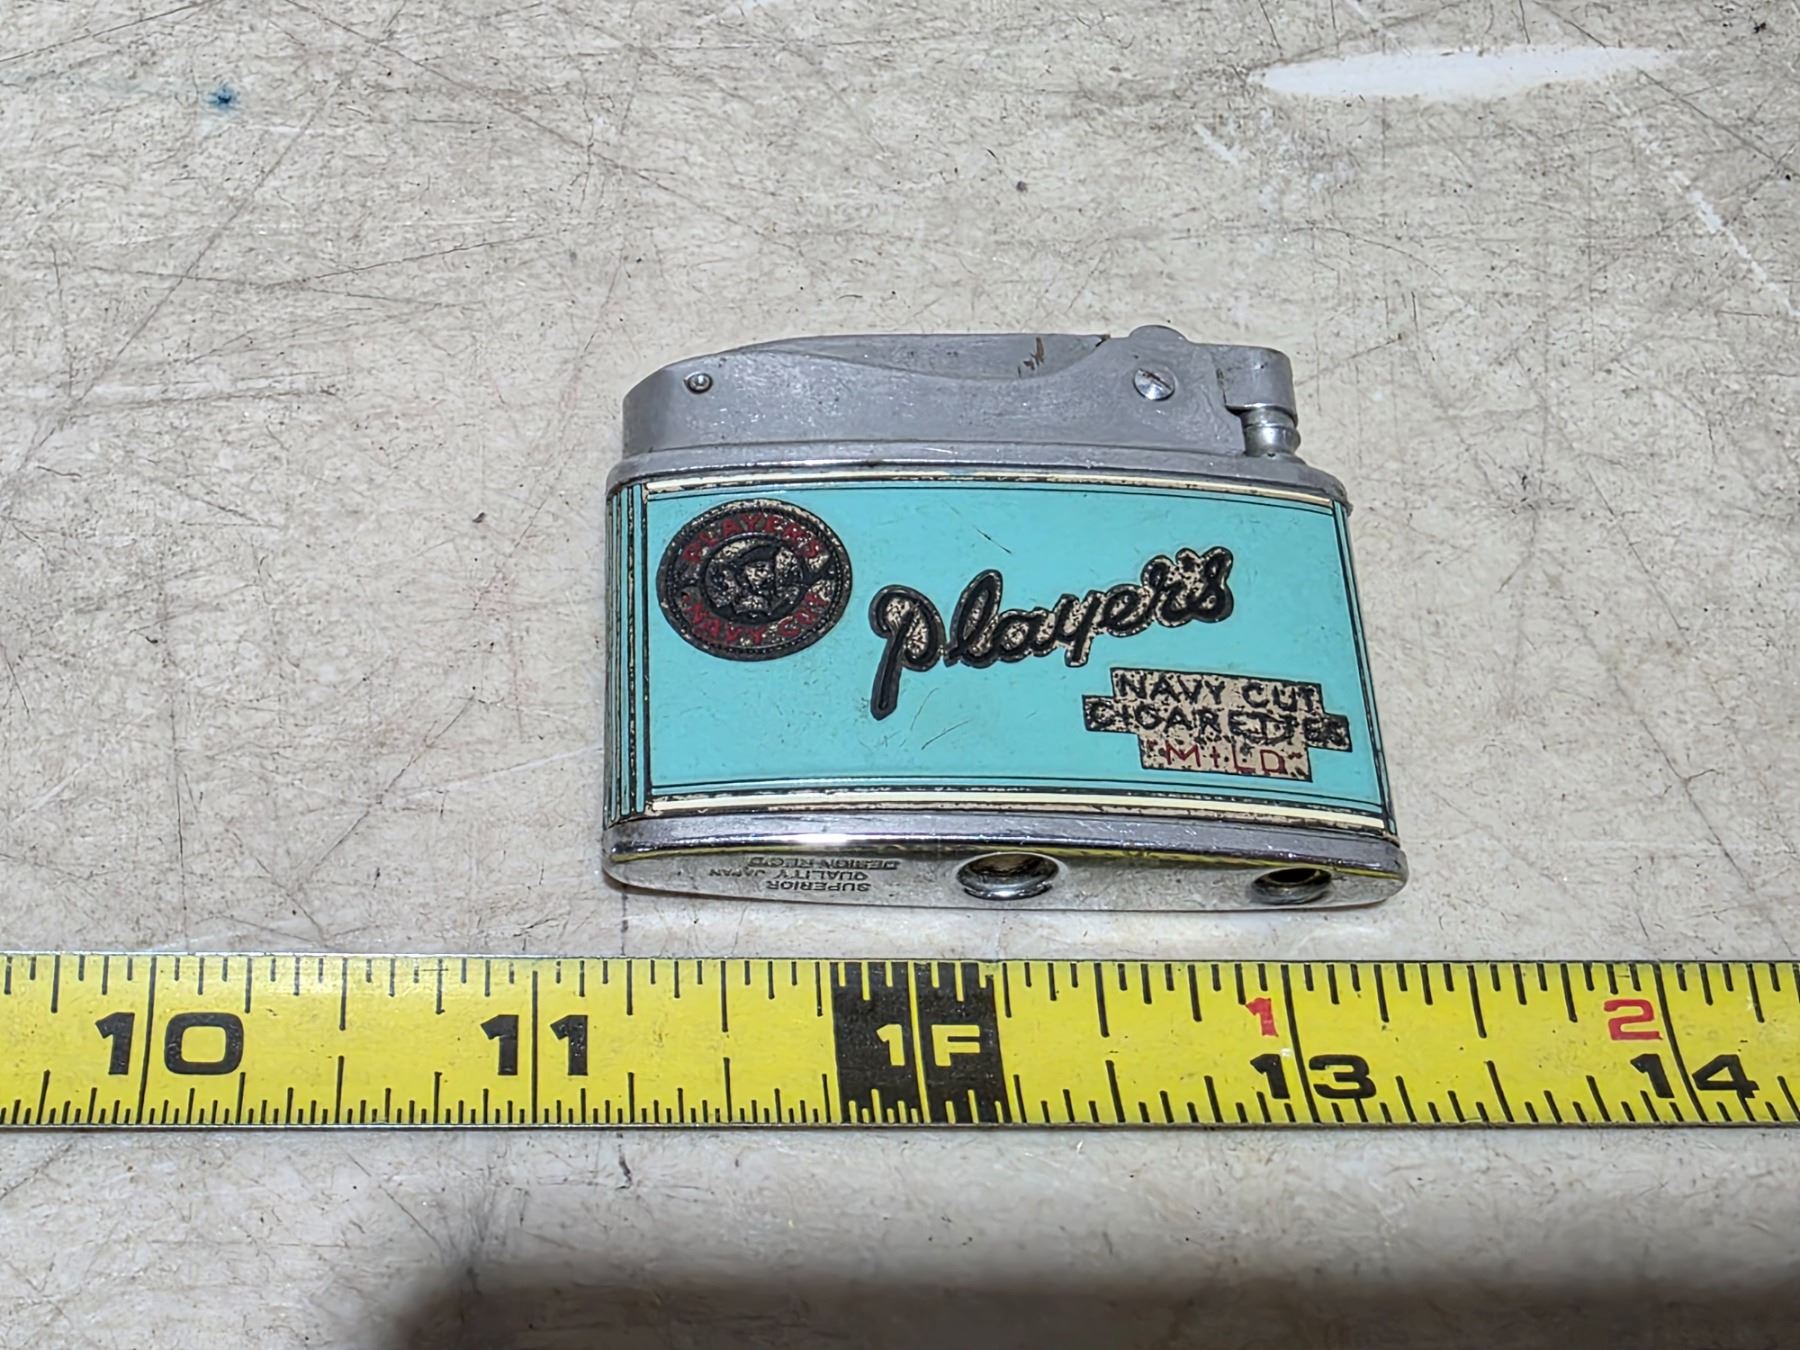 PLAYER'S
NAVY CUT
Player's
NAVY CUT
CIGARETTES
"MILD"
SUPERIOR
QUALITY JAPAN
DESIGN REG'D
10 11 1F 1 13 2 14